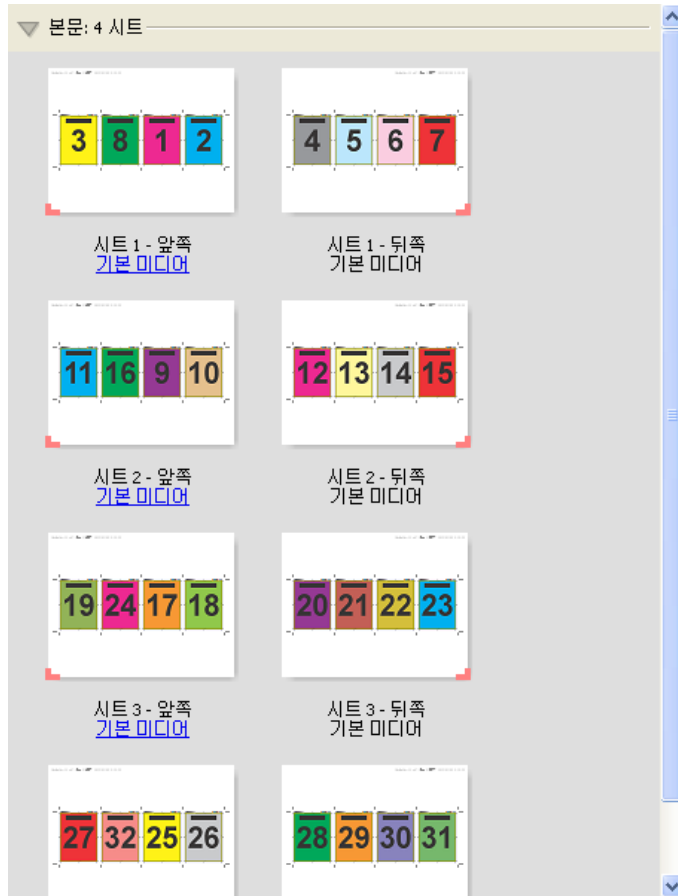 본문: 4 시트
3 8 1 2
4 5 6 7
시트 1 - 앞쪽
기본 미디어
시트 1 - 뒤쪽
기본 미디어
11 16 9 10
12 13 14 15
시트 2 - 앞쪽
기본 미디어
시트 2 - 뒤쪽
기본 미디어
19 24 17 18
20 21 22 23
시트 3 - 앞쪽
기본 미디어
시트 3 - 뒤쪽
기본 미디어
27 32 25 26
28 29 30 31